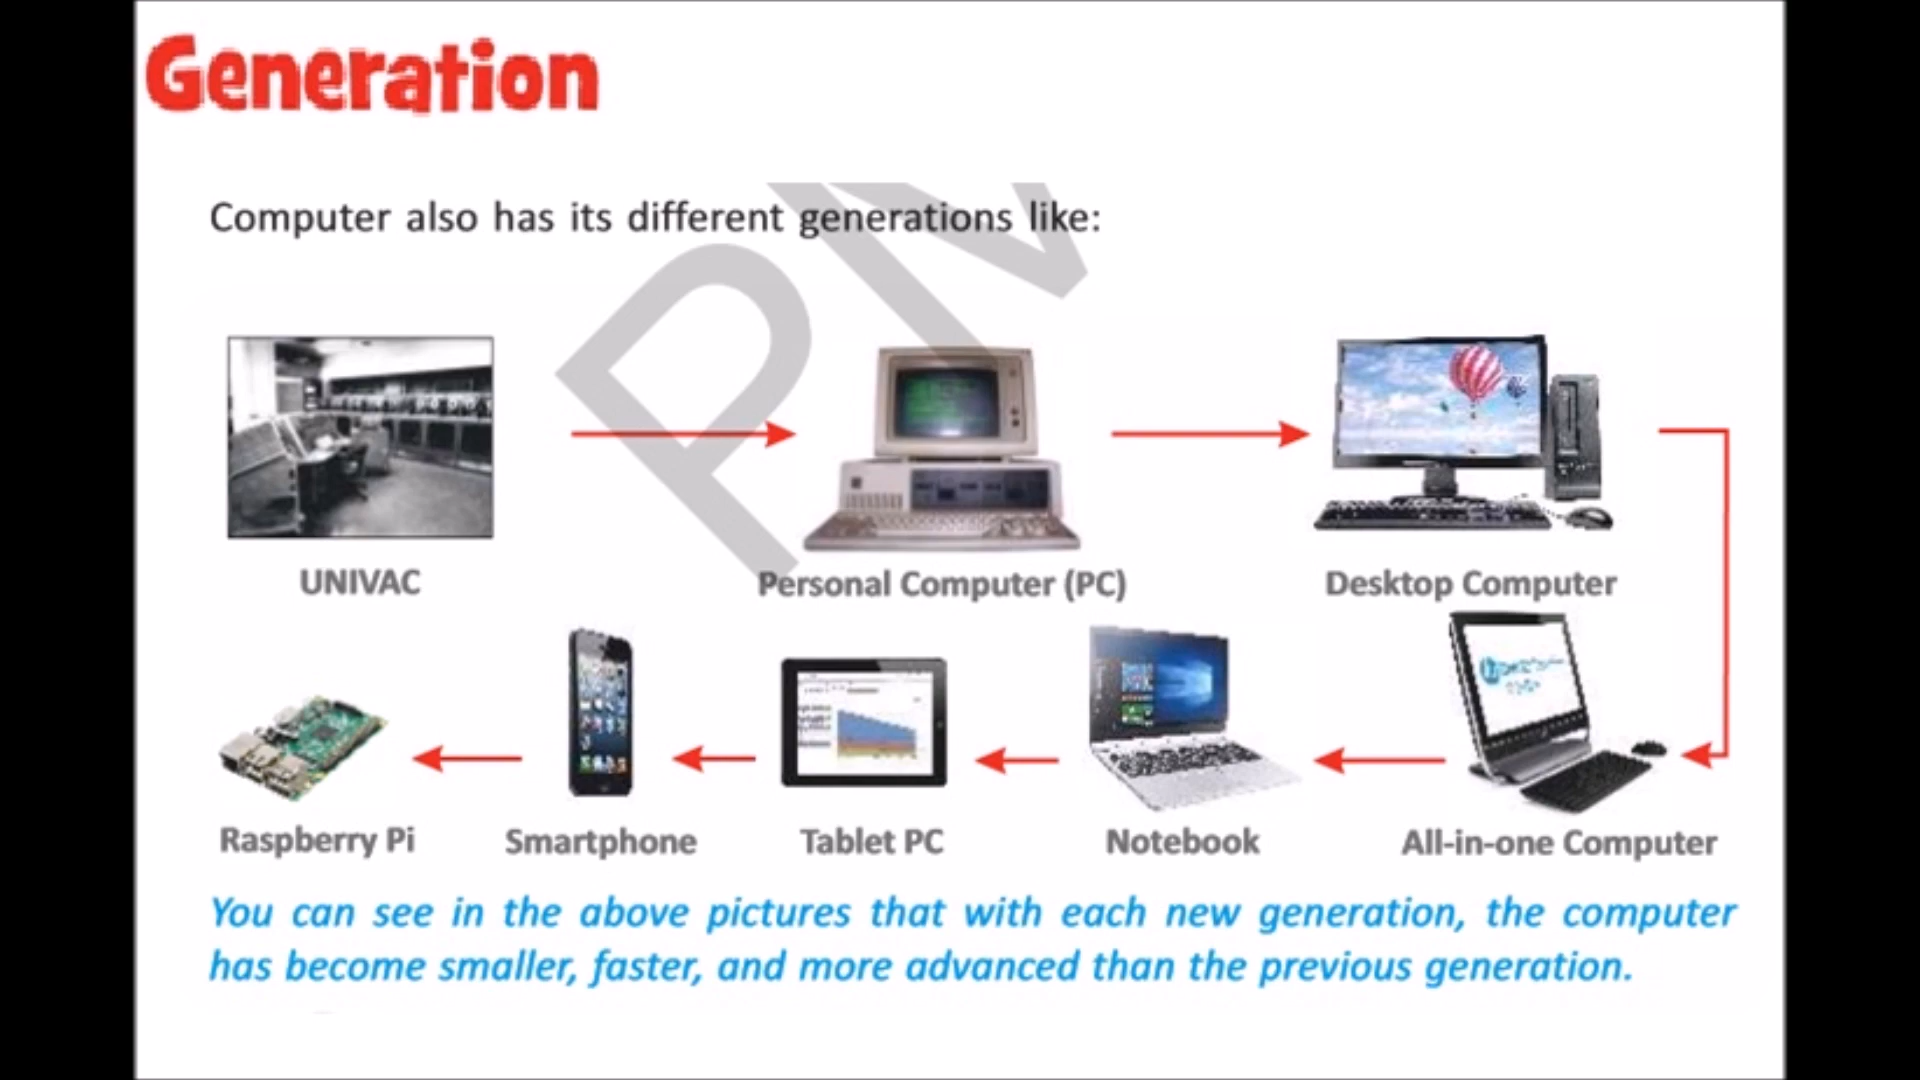 Generation
Computer also has its different generations like:
UNIVAC
Personal Computer (PC)
Desktop Computer
Raspberry Pi
Smartphone
Tablet PC
Notebook
All-in-one Computer
You can see in the above pictures that with each new generation, the computer
has become smaller, faster, and more advanced than the previous generation.